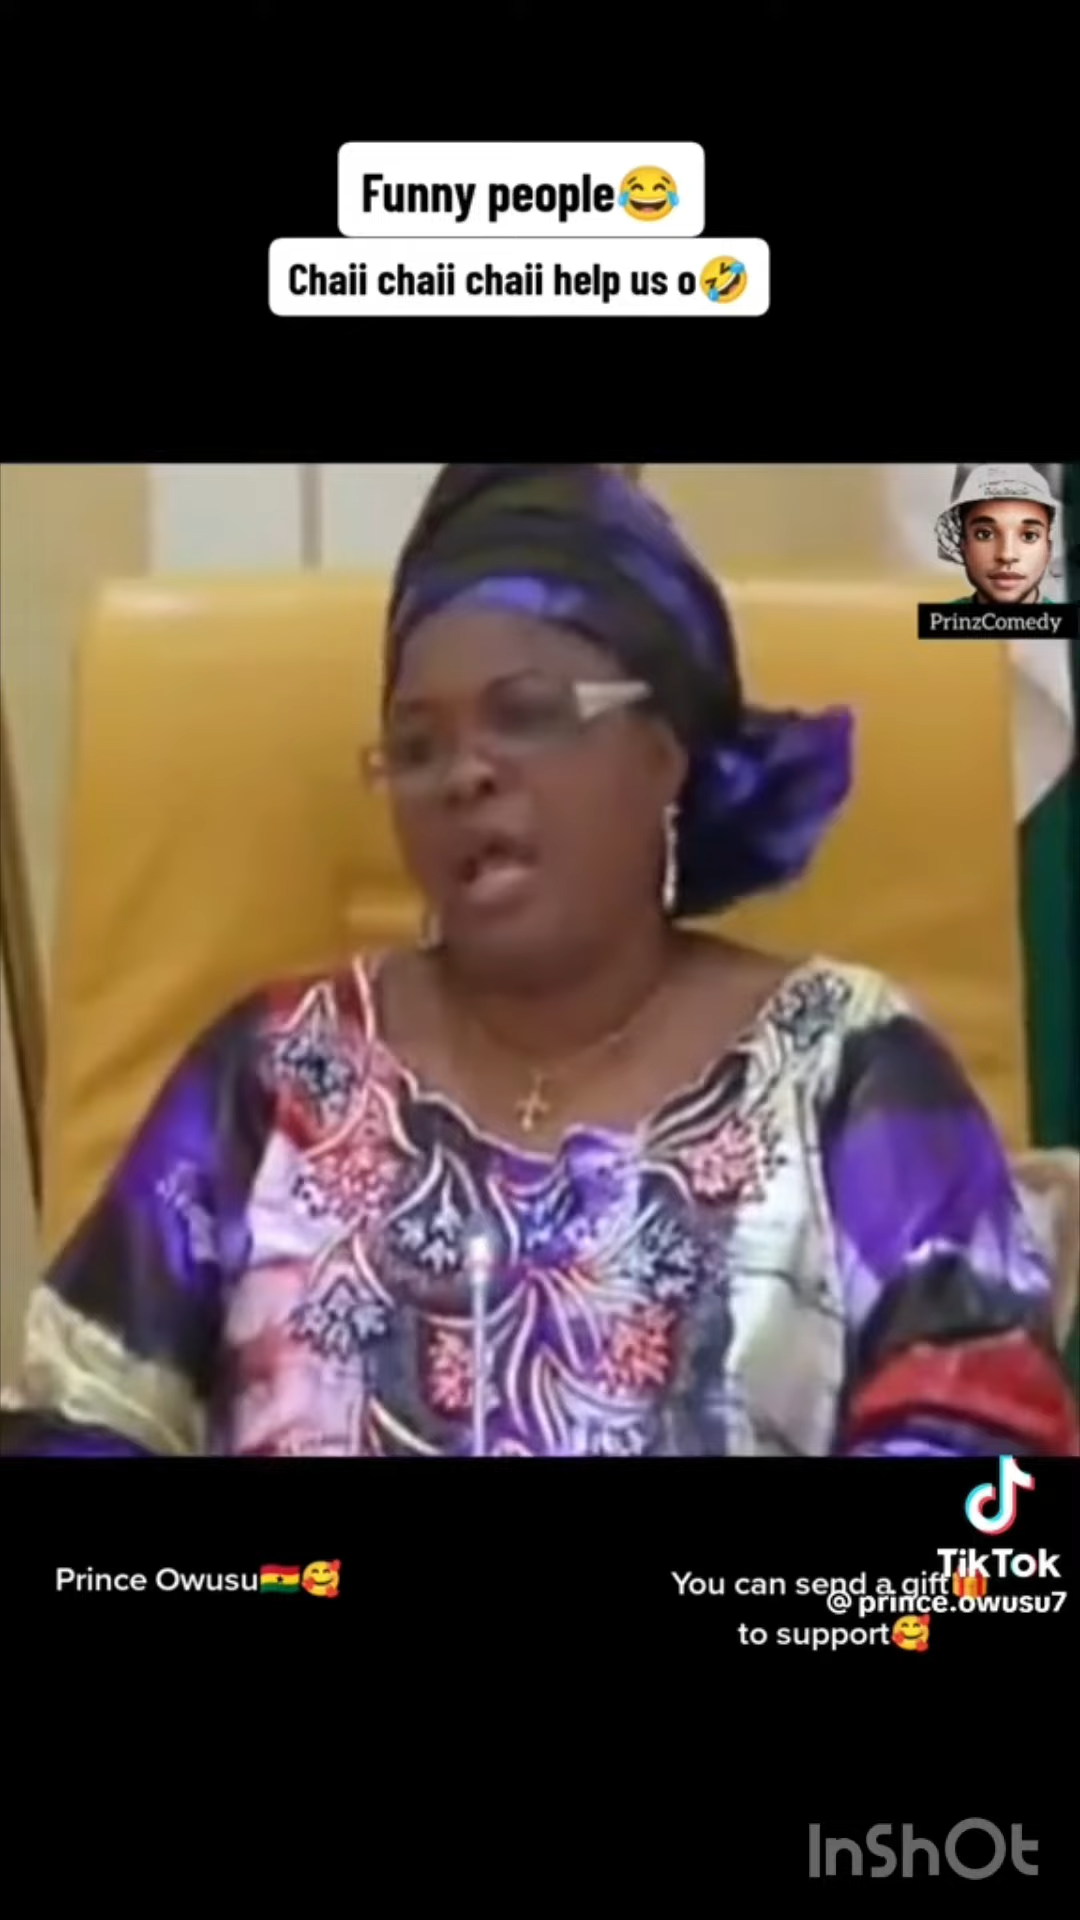 Funny people😂
Chaii chaii chaii help us o🤣
PrinzComedy
Prince Owusu🇬🇭🥰
You can send a gift🎁
to support🥰
TikTok
@prince.owusu7
InShOt